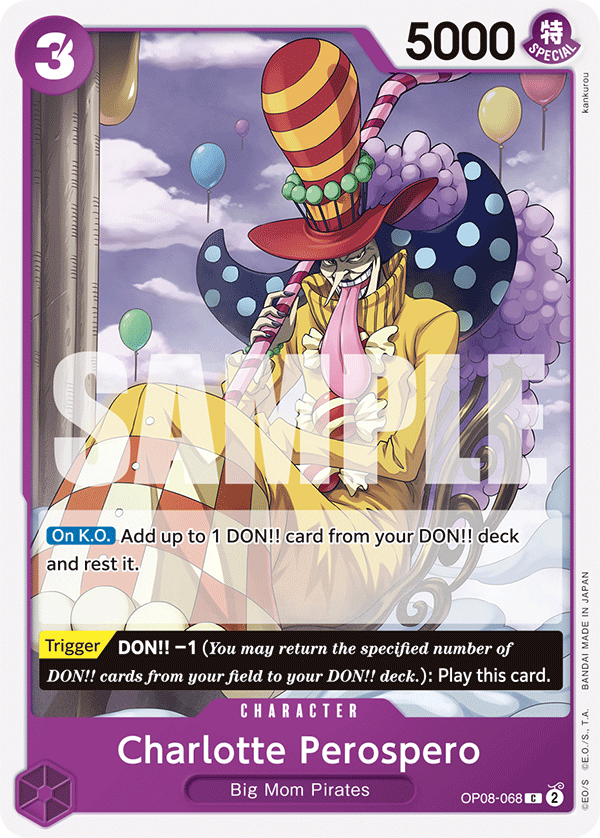 3
5000
特
SPECIAL
kankurou
SAMPLE
On K.O. Add up to 1 DON!! card from your DON!! deck
and rest it.
Trigger DON!! −1 (You may return the specified number of
DON!! cards from your field to your DON!! deck.): Play this card.
CHARACTER
Charlotte Perospero
Big Mom Pirates
OP08-068 C 2
©EO/S ©E.O./S., T.A. BANDAI MADE IN JAPAN